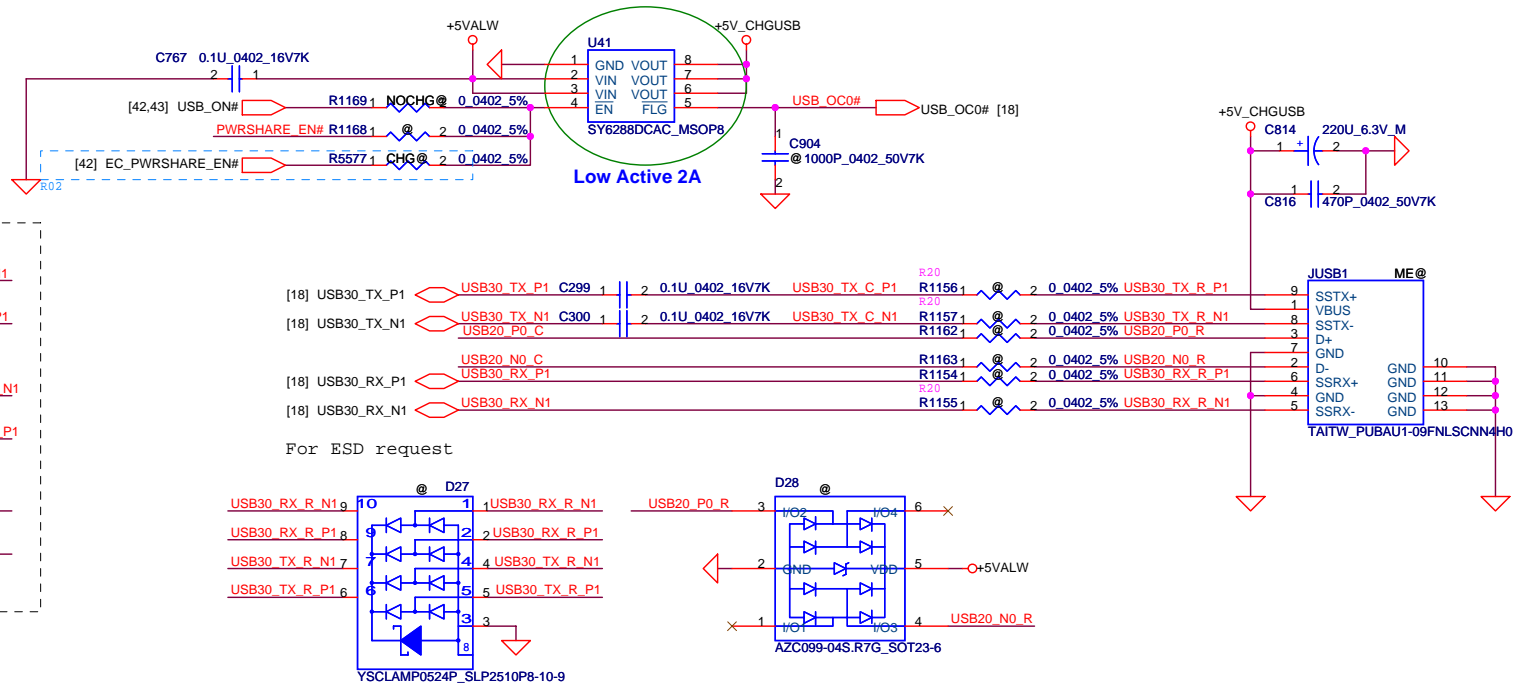 +5VALW
+5V_CHGUSB
C767 0.1U_0402_16V7K
2 1
U41
1 GND VOUT 8
2 VIN VOUT 7
3 VIN VOUT 6
4 EN FLG 5
SY6288DCAC_MSOP8
Low Active 2A
[42,43] USB_ON# R1169 1 NOCHG@ 2 0_0402_5%
PWRSHARE_EN# R1168 1 @ 2 0_0402_5%
[42] EC_PWRSHARE_EN# R5577 1 CHG@ 2 0_0402_5%
R02
USB_OC0# USB_OC0# [18]
1
C904
@ 1000P_0402_50V7K
2
+5V_CHGUSB
C814 220U_6.3V_M
1 + 2
1 2
C816 470P_0402_50V7K
1
P1
_N1
_P1
R20
[18] USB30_TX_P1 USB30_TX_P1 C299 1 2 0.1U_0402_16V7K USB30_TX_C_P1 R1156 1 @ 2 0_0402_5% USB30_TX_R_P1
R20
[18] USB30_TX_N1 USB30_TX_N1 C300 1 2 0.1U_0402_16V7K USB30_TX_C_N1 R1157 1 @ 2 0_0402_5% USB30_TX_R_N1
USB20_P0_C R1162 1 @ 2 0_0402_5% USB20_P0_R
USB20_N0_C R1163 1 @ 2 0_0402_5% USB20_N0_R
[18] USB30_RX_P1 USB30_RX_P1 R1154 1 @ 2 0_0402_5% USB30_RX_R_P1
R20
[18] USB30_RX_N1 USB30_RX_N1 R1155 1 @ 2 0_0402_5% USB30_RX_R_N1
JUSB1 ME@
9 SSTX+
1 VBUS
8 SSTX-
3 D+
7 GND
2 D- GND 10
6 SSRX+ GND 11
4 GND GND 12
5 SSRX- GND 13
TAITW_PUBAU1-09FNLSCNN4H0
For ESD request
@ D27
USB30_RX_R_N1 9 10 1 1 USB30_RX_R_N1
USB30_RX_R_P1 8 9 2 2 USB30_RX_R_P1
USB30_TX_R_N1 7 7 4 4 USB30_TX_R_N1
USB30_TX_R_P1 6 6 5 5 USB30_TX_R_P1
3 3
8
YSCLAMP0524P_SLP2510P8-10-9
D28
@
USB20_P0_R 3 I/O2 I/O4 6
2 GND VDD 5 +5VALW
1 I/O1 I/O3 4 USB20_N0_R
AZC099-04S.R7G_SOT23-6